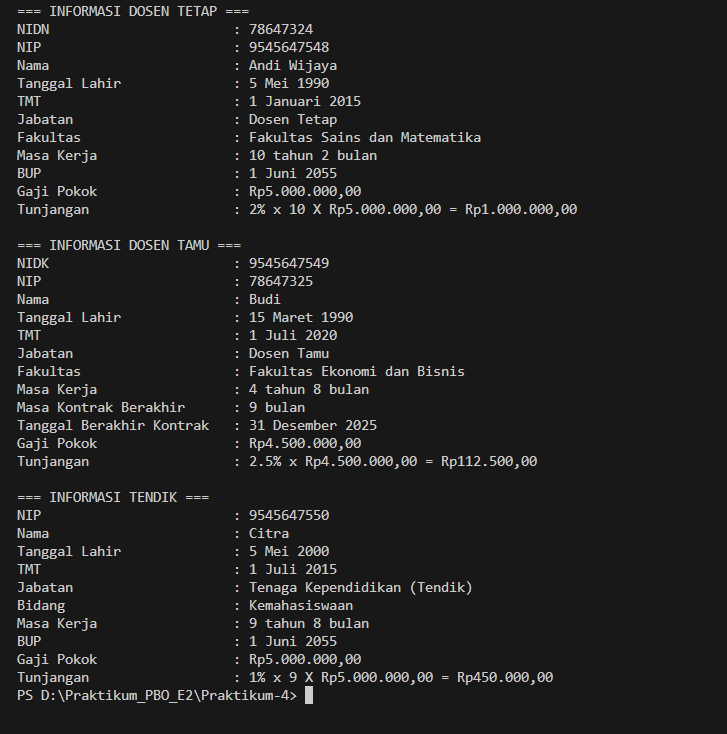 === INFORMASI DOSEN TETAP ===
NIDN : 78647324
NIP : 9545647548
Nama : Andi Wijaya
Tanggal Lahir : 5 Mei 1990
TMT : 1 Januari 2015
Jabatan : Dosen Tetap
Fakultas : Fakultas Sains dan Matematika
Masa Kerja : 10 tahun 2 bulan
BUP : 1 Juni 2055
Gaji Pokok : Rp5.000.000,00
Tunjangan : 2% x 10 X Rp5.000.000,00 = Rp1.000.000,00
=== INFORMASI DOSEN TAMU ===
NIDK : 9545647549
NIP : 78647325
Nama : Budi
Tanggal Lahir : 15 Maret 1990
TMT : 1 Juli 2020
Jabatan : Dosen Tamu
Fakultas : Fakultas Ekonomi dan Bisnis
Masa Kerja : 4 tahun 8 bulan
Masa Kontrak Berakhir : 9 bulan
Tanggal Berakhir Kontrak : 31 Desember 2025
Gaji Pokok : Rp4.500.000,00
Tunjangan : 2.5% x Rp4.500.000,00 = Rp112.500,00
=== INFORMASI TENDIK ===
NIP : 9545647550
Nama : Citra
Tanggal Lahir : 5 Mei 2000
TMT : 1 Juli 2015
Jabatan : Tenaga Kependidikan (Tendik)
Bidang : Kemahasiswaan
Masa Kerja : 9 tahun 8 bulan
BUP : 1 Juni 2055
Gaji Pokok : Rp5.000.000,00
Tunjangan : 1% x 9 X Rp5.000.000,00 = Rp450.000,00
PS D:\Praktikum_PBO_E2\Praktikum-4>